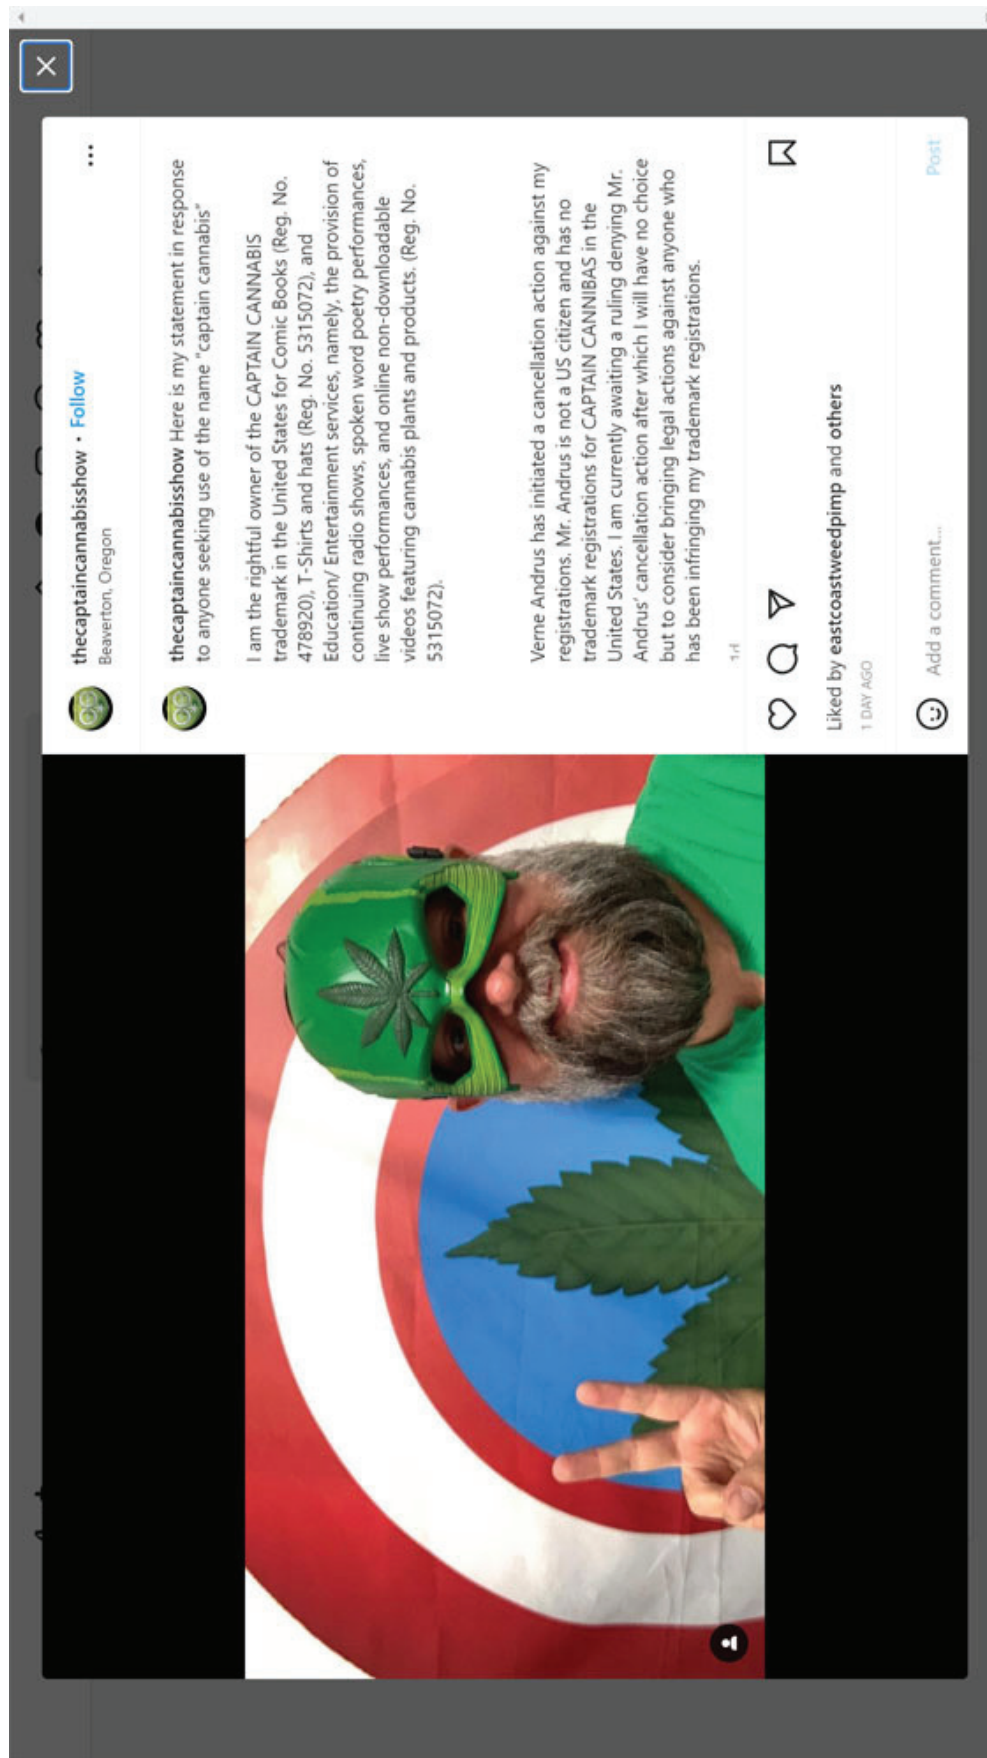 thecaptaincannabisshow • Follow
Beaverton, Oregon
thecaptaincannabisshow Here is my statement in response
to anyone seeking use of the name "captain cannabis"
I am the rightful owner of the CAPTAIN CANNABIS
trademark in the United States for Comic Books (Reg. No.
478920), T-Shirts and hats (Reg. No. 5315072), and
Education/ Entertainment services, namely, the provision of
continuing radio shows, spoken word poetry performances,
live show performances, and online non-downloadable
videos featuring cannabis plants and products. (Reg. No.
5315072).
Verne Andrus has initiated a cancellation action against my
registrations. Mr. Andrus is not a US citizen and has no
trademark registrations for CAPTAIN CANNIBAS in the
United States. I am currently awaiting a ruling denying Mr.
Andrus' cancellation action after which I will have no choice
but to consider bringing legal actions against anyone who
has been infringing my trademark registrations.
Liked by eastcoastweedpimp and others
1 DAY AGO
Add a comment...
Post